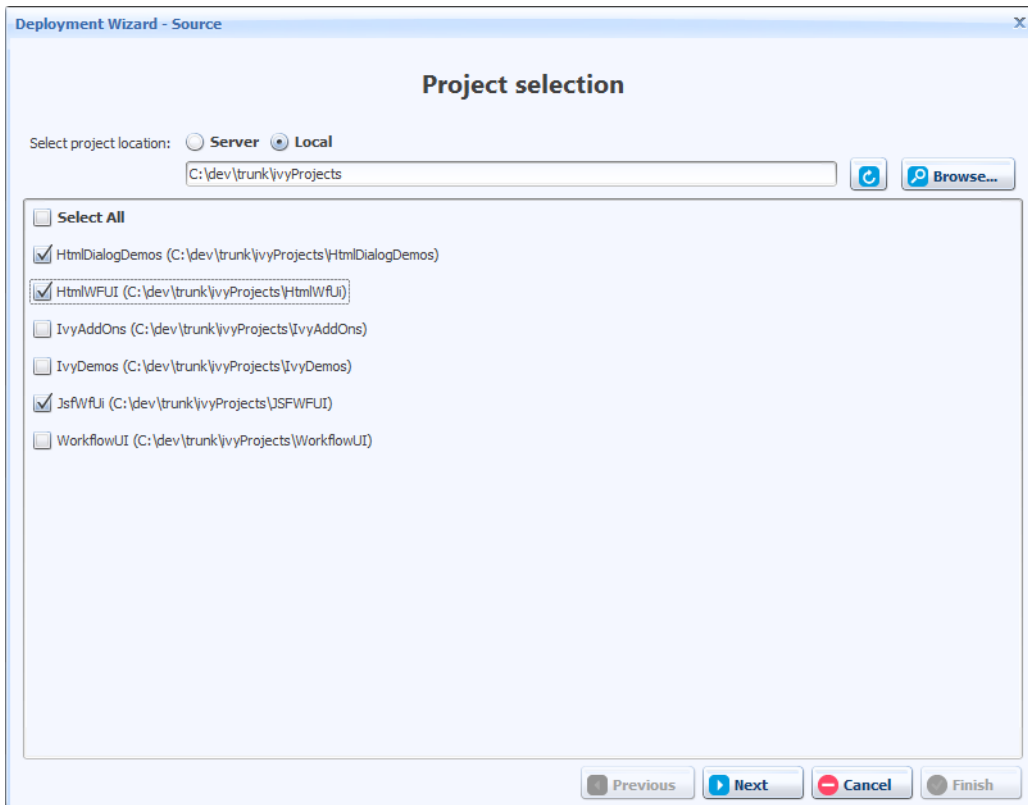 Deployment Wizard - Source
Project selection
Select project location: Server Local
C:\dev\trunk\ivyProjects
Browse...
Select All
HtmlDialogDemos (C:\dev\trunk\ivyProjects\HtmlDialogDemos)
HtmlWFUI (C:\dev\trunk\ivyProjects\HtmlWfUi)
IvyAddOns (C:\dev\trunk\ivyProjects\IvyAddOns)
IvyDemos (C:\dev\trunk\ivyProjects\IvyDemos)
JsfWfUi (C:\dev\trunk\ivyProjects\JSFWFUI)
WorkflowUI (C:\dev\trunk\ivyProjects\WorkflowUI)
Previous Next Cancel Finish